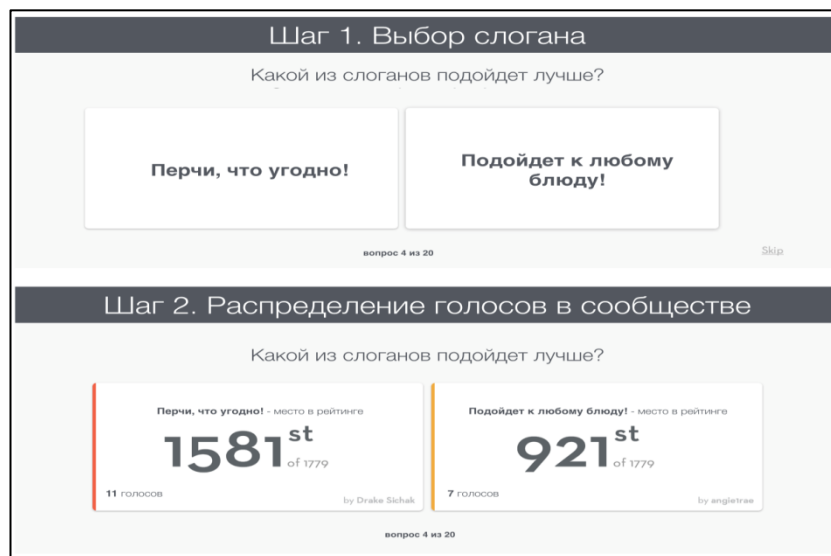 Шаг 1. Выбор слогана
Какой из слоганов подойдет лучше?
Перчи, что угодно!
Подойдет к любому
блюду!
вопрос 4 из 20
Skip
Шаг 2. Распределение голосов в сообществе
Какой из слоганов подойдет лучше?
Перчи, что угодно! - место в рейтинге
1581st of 1779
11 голосов
by Drake Sichak
Подойдет к любому блюду! - место в рейтинге
921st of 1779
7 голосов
by angietrae
вопрос 4 из 20